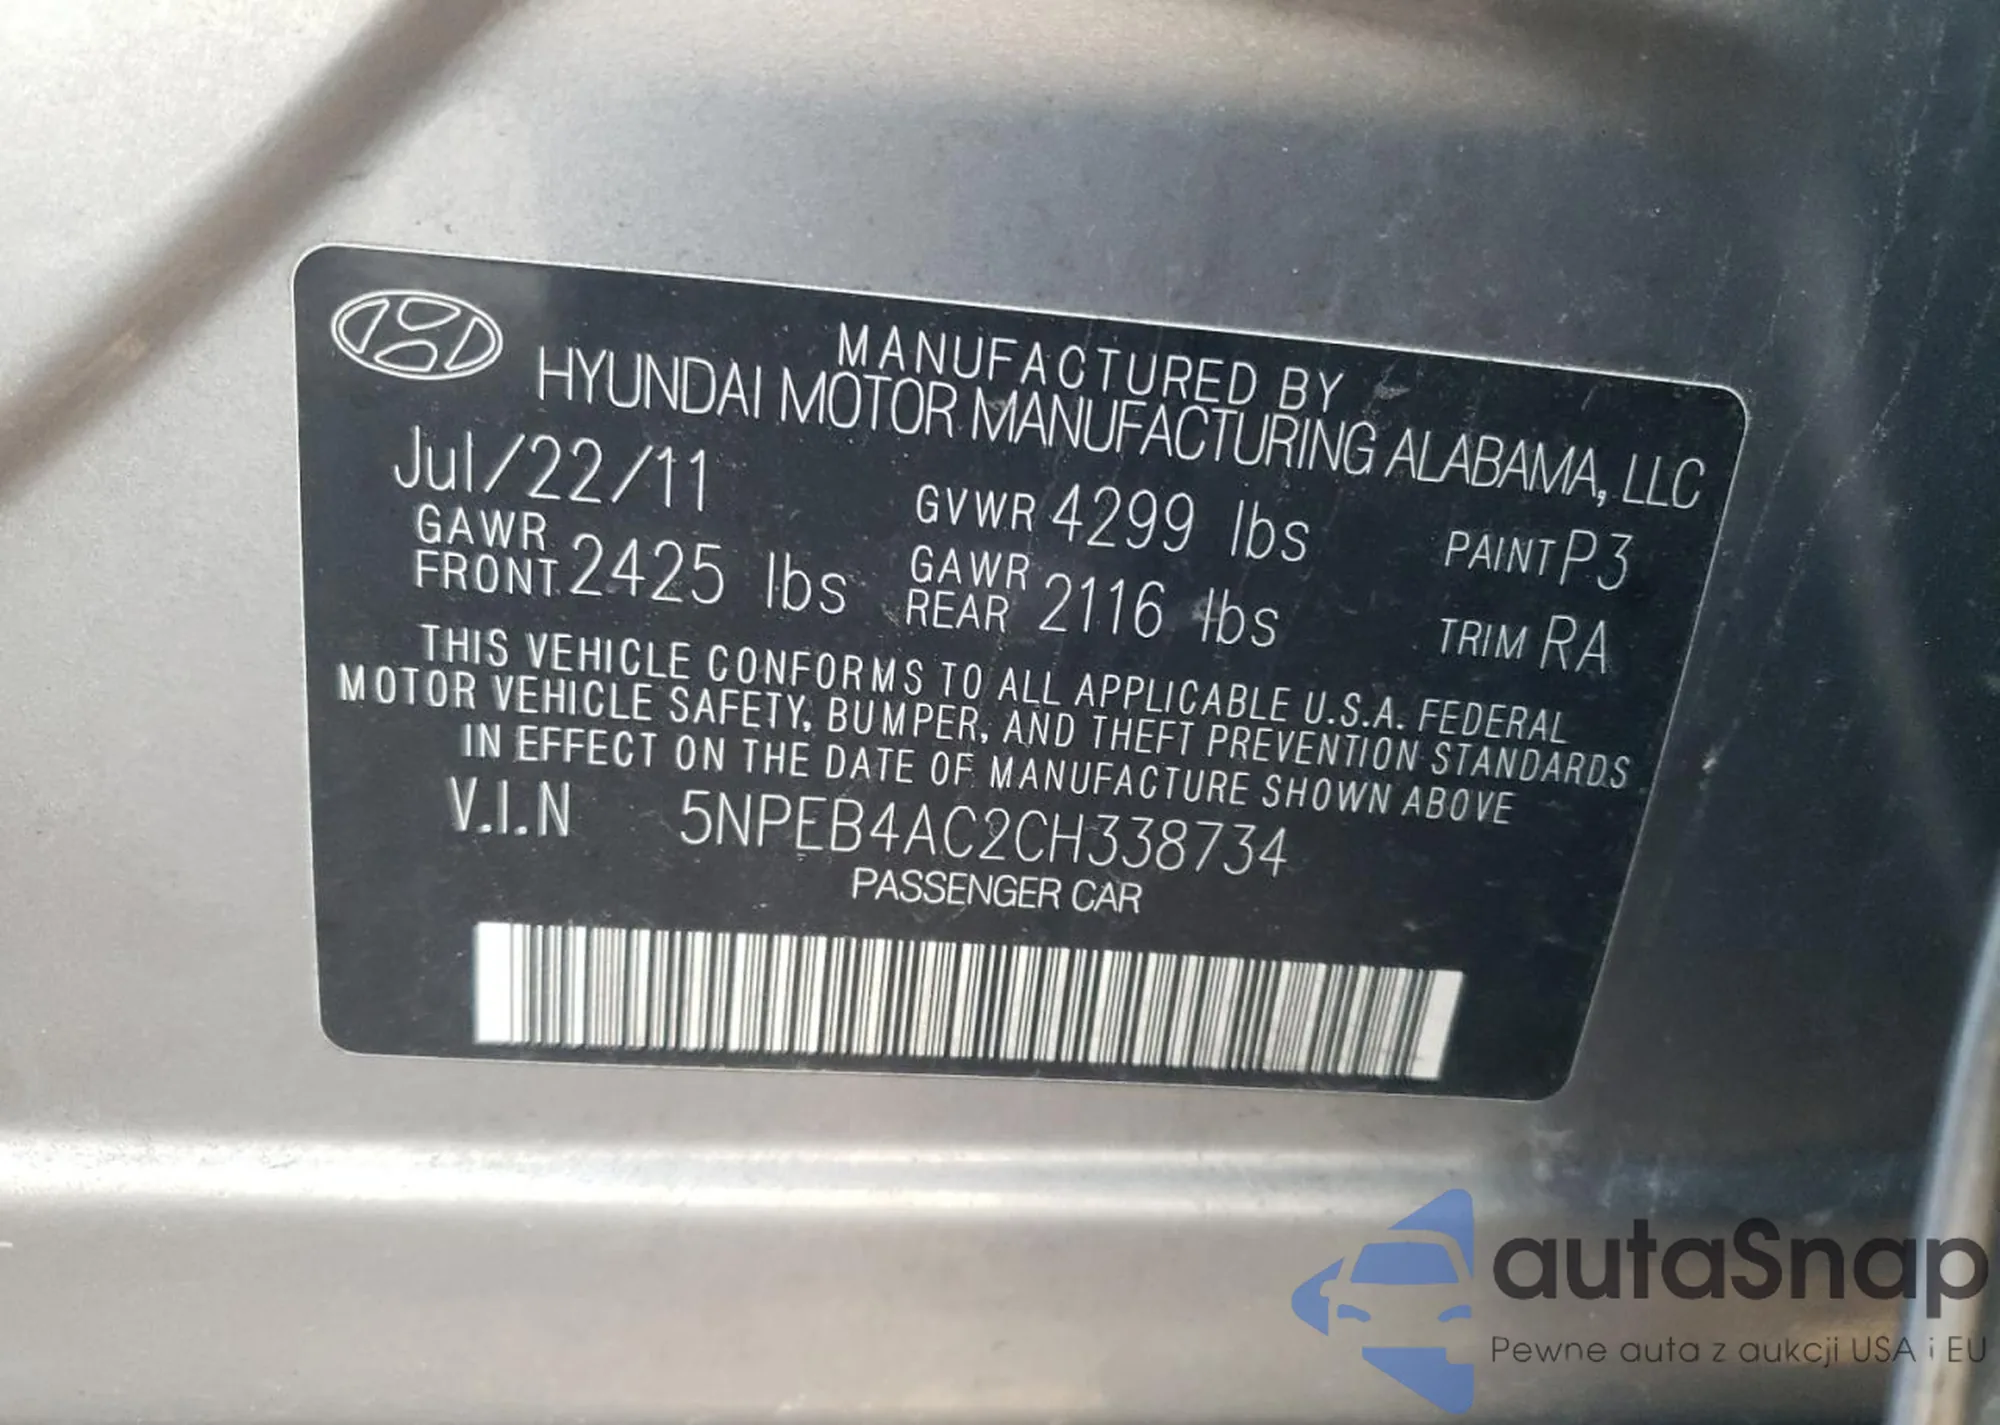 MANUFACTURED BY
HYUNDAI MOTOR MANUFACTURING ALABAMA, LLC
Jul/22/11 GVWR 4299 lbs PAINT P3
GAWR FRONT 2425 lbs GAWR REAR 2116 lbs TRIM RA
THIS VEHICLE CONFORMS TO ALL APPLICABLE U.S.A. FEDERAL
MOTOR VEHICLE SAFETY, BUMPER, AND THEFT PREVENTION STANDARDS
IN EFFECT ON THE DATE OF MANUFACTURE SHOWN ABOVE
V.I.N 5NPEB4AC2CH338734
PASSENGER CAR
autaSnap
Pewne auta z aukcji USA i EU